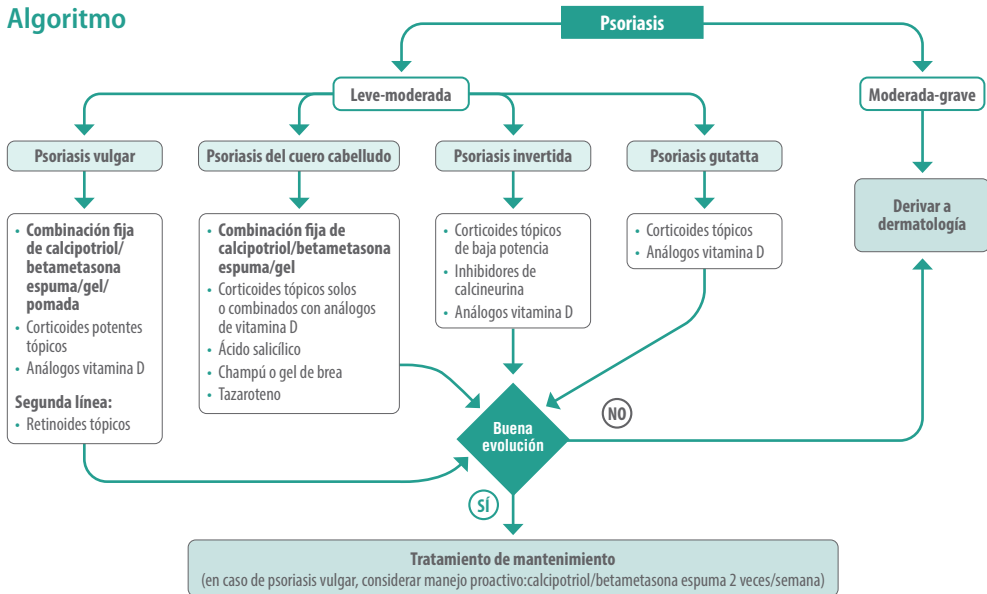 Algoritmo
Psoriasis
Leve-moderada
Moderada-grave
Psoriasis vulgar
Psoriasis del cuero cabelludo
Psoriasis invertida
Psoriasis gutatta
• Combinación fija
de calcipotriol/
betametasona
espuma/gel/
pomada
• Corticoides potentes
tópicos
• Análogos vitamina D
Segunda línea:
• Retinoides tópicos
• Combinación fija de
calcipotriol/betametasona
espuma/gel
• Corticoides tópicos solos
o combinados con análogos
de vitamina D
• Ácido salicílico
• Champú o gel de brea
• Tazaroteno
• Corticoides tópicos
de baja potencia
• Inhibidores de
calcineurina
• Análogos vitamina D
• Corticoides tópicos
• Análogos vitamina D
Derivar a
dermatología
Buena
evolución
NO
SÍ
Tratamiento de mantenimiento
(en caso de psoriasis vulgar, considerar manejo proactivo:calcipotriol/betametasona espuma 2 veces/semana)